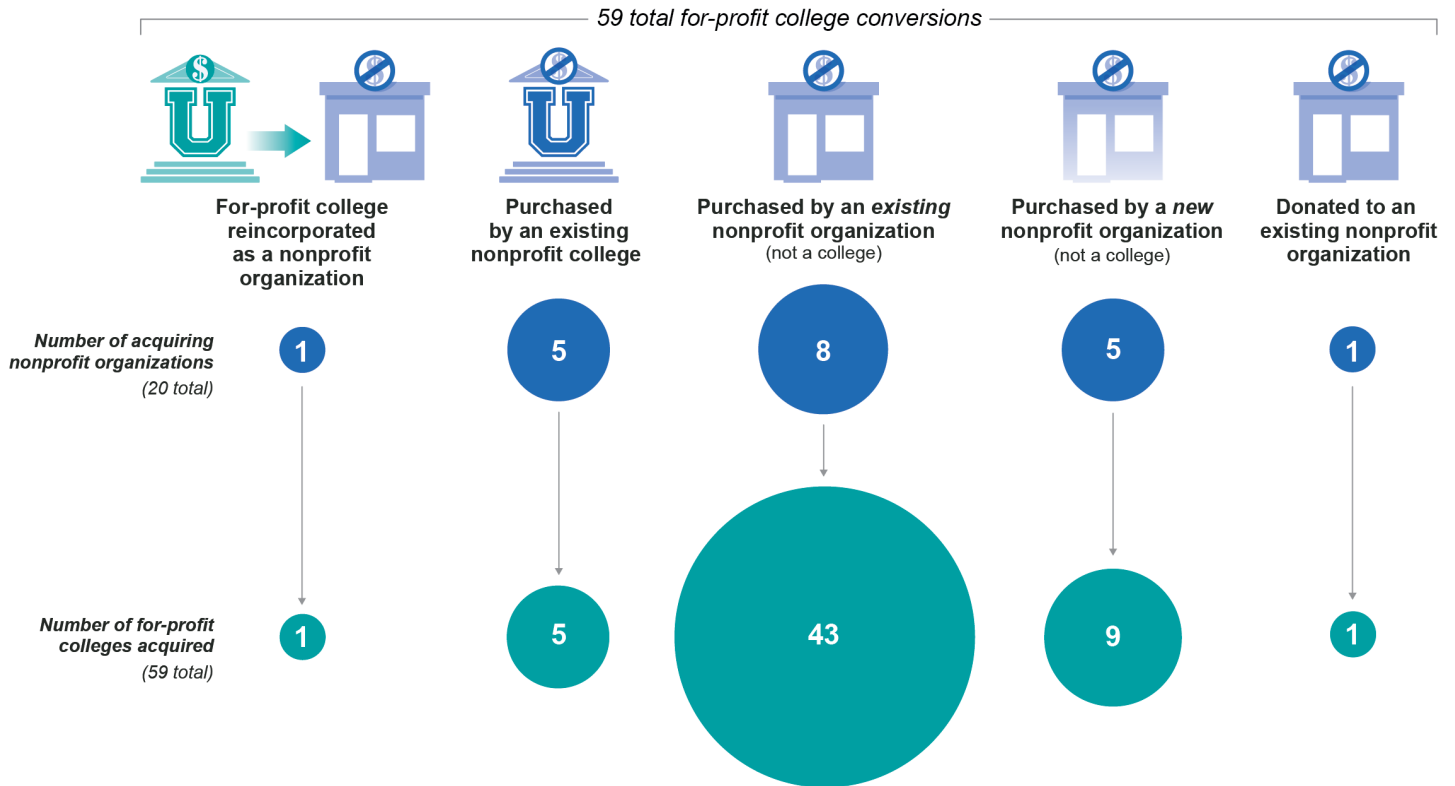 59 total for-profit college conversions
$
U
$
$
U
$
$
$
For-profit college
reincorporated
as a nonprofit
organization
Purchased
by an existing
nonprofit college
Purchased by an existing
nonprofit organization
(not a college)
Purchased by a new
nonprofit organization
(not a college)
Donated to an
existing nonprofit
organization
Number of acquiring
nonprofit organizations
(20 total)
1
5
8
5
1
Number of for-profit
colleges acquired
(59 total)
1
5
43
9
1